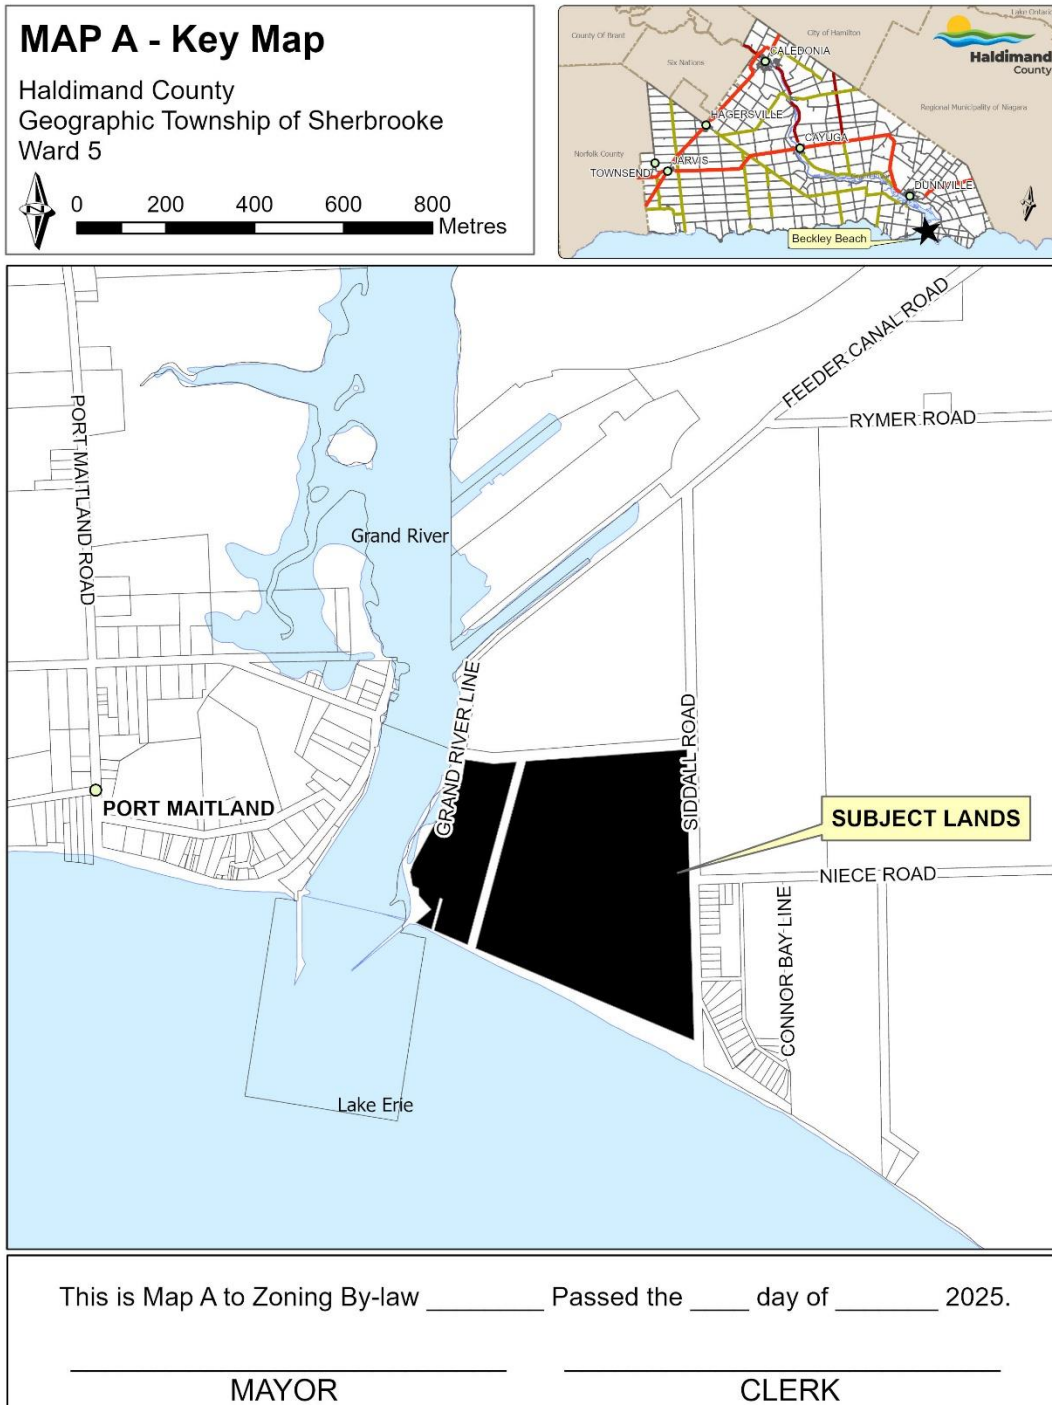 MAP A - Key Map
Haldimand County
Geographic Township of Sherbrooke
Ward 5
N
0 200 400 600 800
Metres
Lake Ontario
County Of Brant
City of Hamilton
Haldimand
County
CALEDONIA
Six Nations
Regional Municipality of Niagara
HAGERSVILLE
CAYUGA
Norfolk County
JARVIS
TOWNSEND
DUNNVILLE
Beckley Beach
FEEDER CANAL ROAD
RYMER ROAD
PORT MAITLAND ROAD
Grand River
GRAND RIVER LINE
SIDDALL ROAD
PORT MAITLAND
SUBJECT LANDS
NIECE ROAD
CONNOR BAY LINE
Lake Erie
This is Map A to Zoning By-law ________ Passed the ____ day of _______ 2025.
MAYOR
CLERK